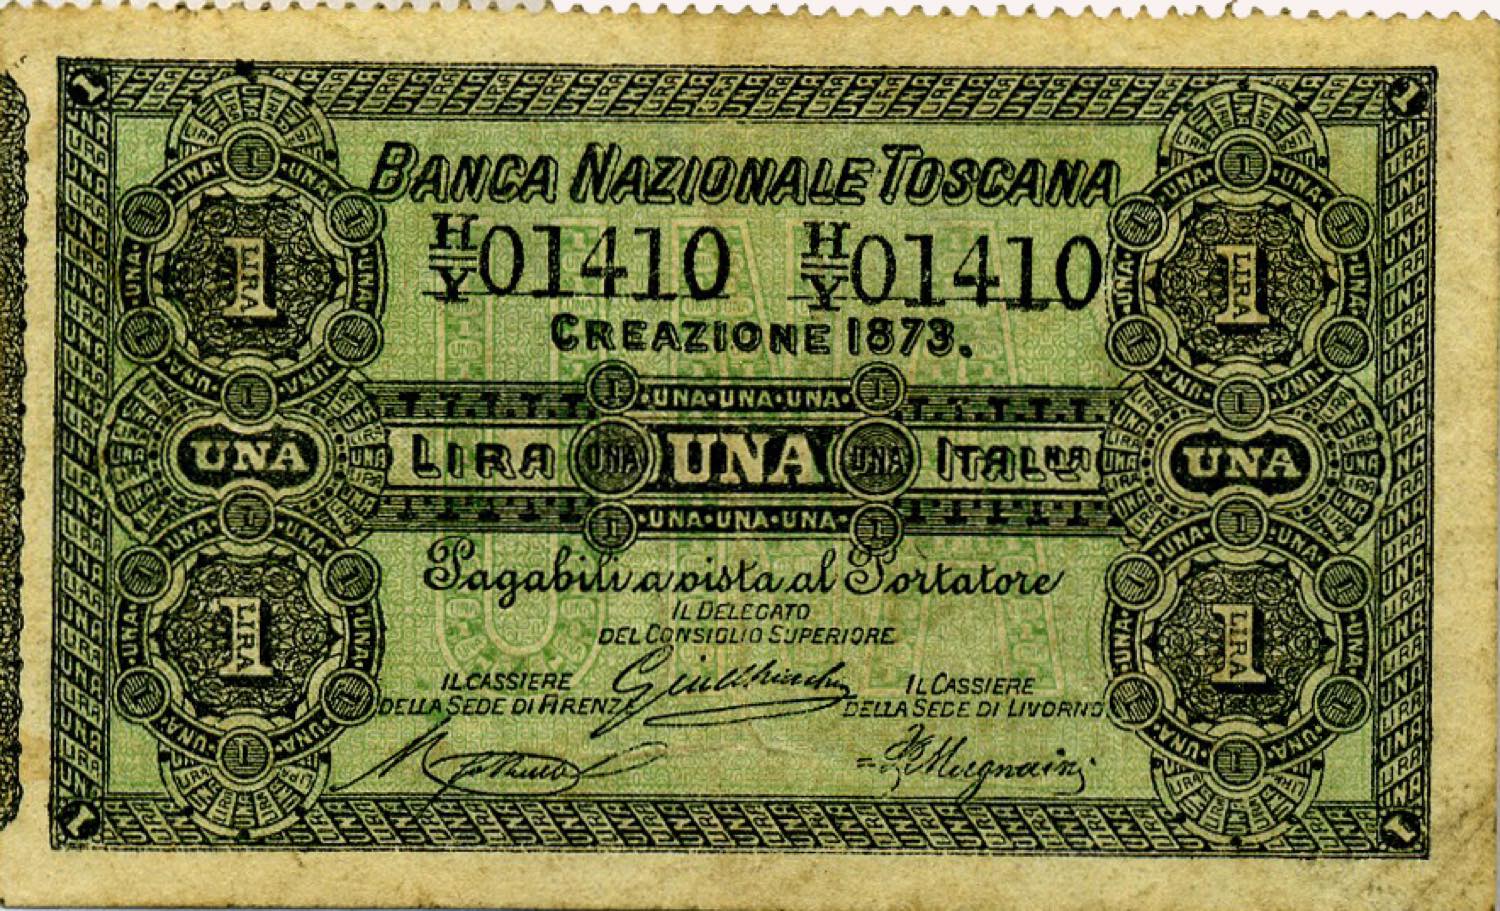 BANCA NAZIONALE TOSCANA
H/Y 01410 H/Y 01410
CREAZIONE 1873.
1 LIRA
1 LIRA
·UNA·UNA·UNA·
UNA
LIRA UNA UNA UNA ITALNA
UNA
·UNA·UNA·UNA·
Pagabili a vista al Portatore
IL DELEGATO
DEL CONSIGLIO SUPERIORE
1 LIRA
1 LIRA
IL CASSIERE
DELLA SEDE DI FIRENZE
IL CASSIERE
DELLA SEDE DI LIVORNO